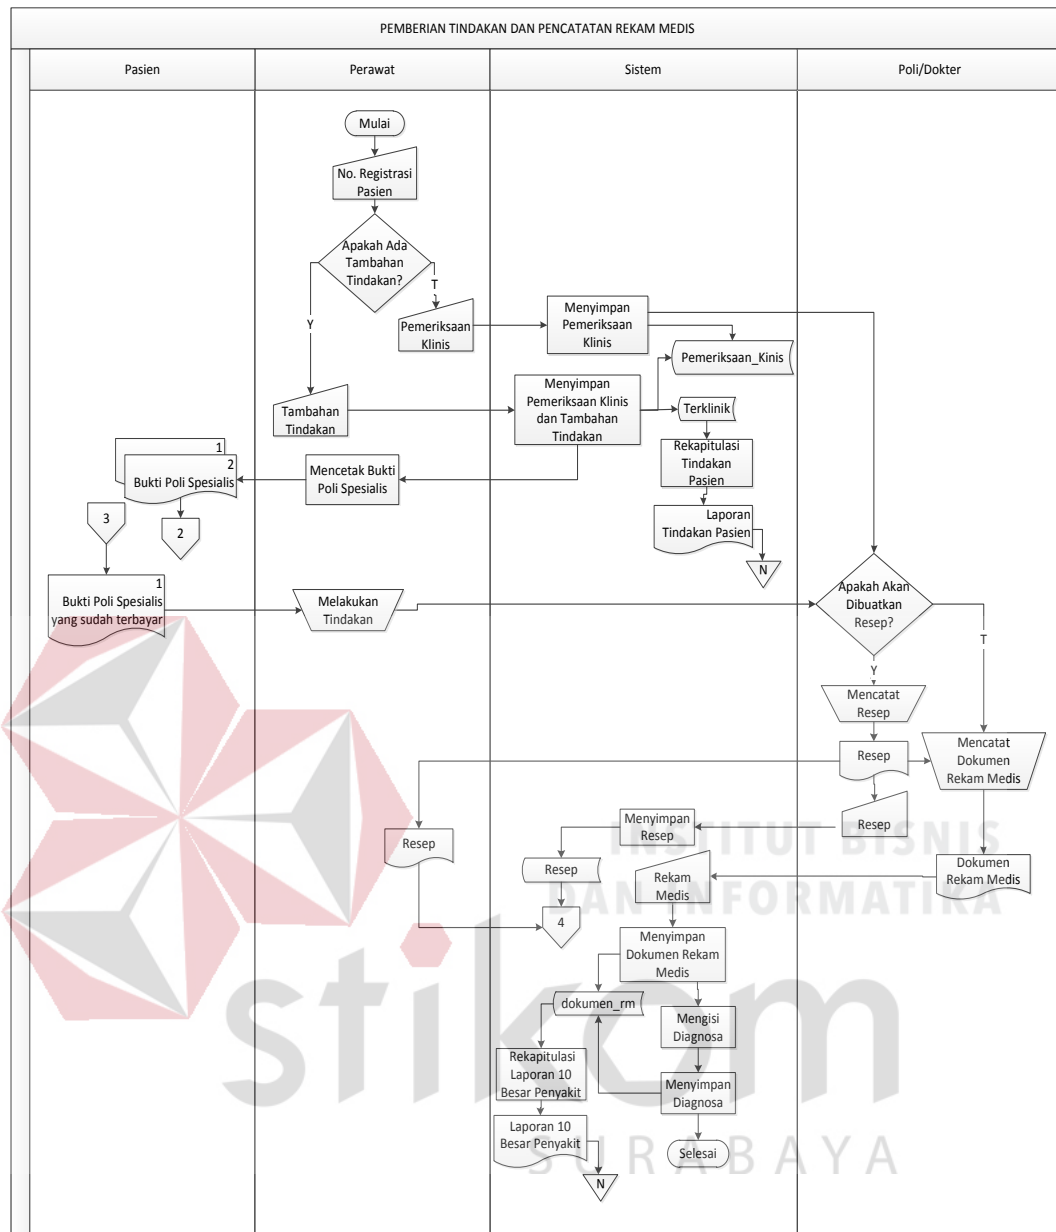 PEMBERIAN TINDAKAN DAN PENCATATAN REKAM MEDIS
Pasien
Perawat
Sistem
Poli/Dokter
Mulai
No. Registrasi
Pasien
Apakah Ada
Tambahan
Tindakan?
T
Y
Pemeriksaan
Klinis
Menyimpan
Pemeriksaan
Klinis
Pemeriksaan_Kinis
Tambahan
Tindakan
Menyimpan
Pemeriksaan Klinis
dan Tambahan
Tindakan
Terklinik
Rekapitulasi
Tindakan
Pasien
1
2
Bukti Poli Spesialis
Mencetak Bukti
Poli Spesialis
3
2
Laporan
Tindakan Pasien
N
1
Bukti Poli Spesialis
yang sudah terbayar
Melakukan
Tindakan
Apakah Akan
Dibuatkan
Resep?
T
Y
Mencatat
Resep
Resep
Mencatat
Dokumen
Rekam Medis
Resep
Menyimpan
Resep
Resep
Resep
Rekam
Medis
Dokumen
Rekam Medis
4
Menyimpan
Dokumen Rekam
Medis
dokumen_rm
Mengisi
Diagnosa
Rekapitulasi
Laporan 10
Besar Penyakit
Menyimpan
Diagnosa
Laporan 10
Besar Penyakit
Selesai
N
INSTITUT BISNIS
DAN INFORMATIKA
stikom
SURABAYA